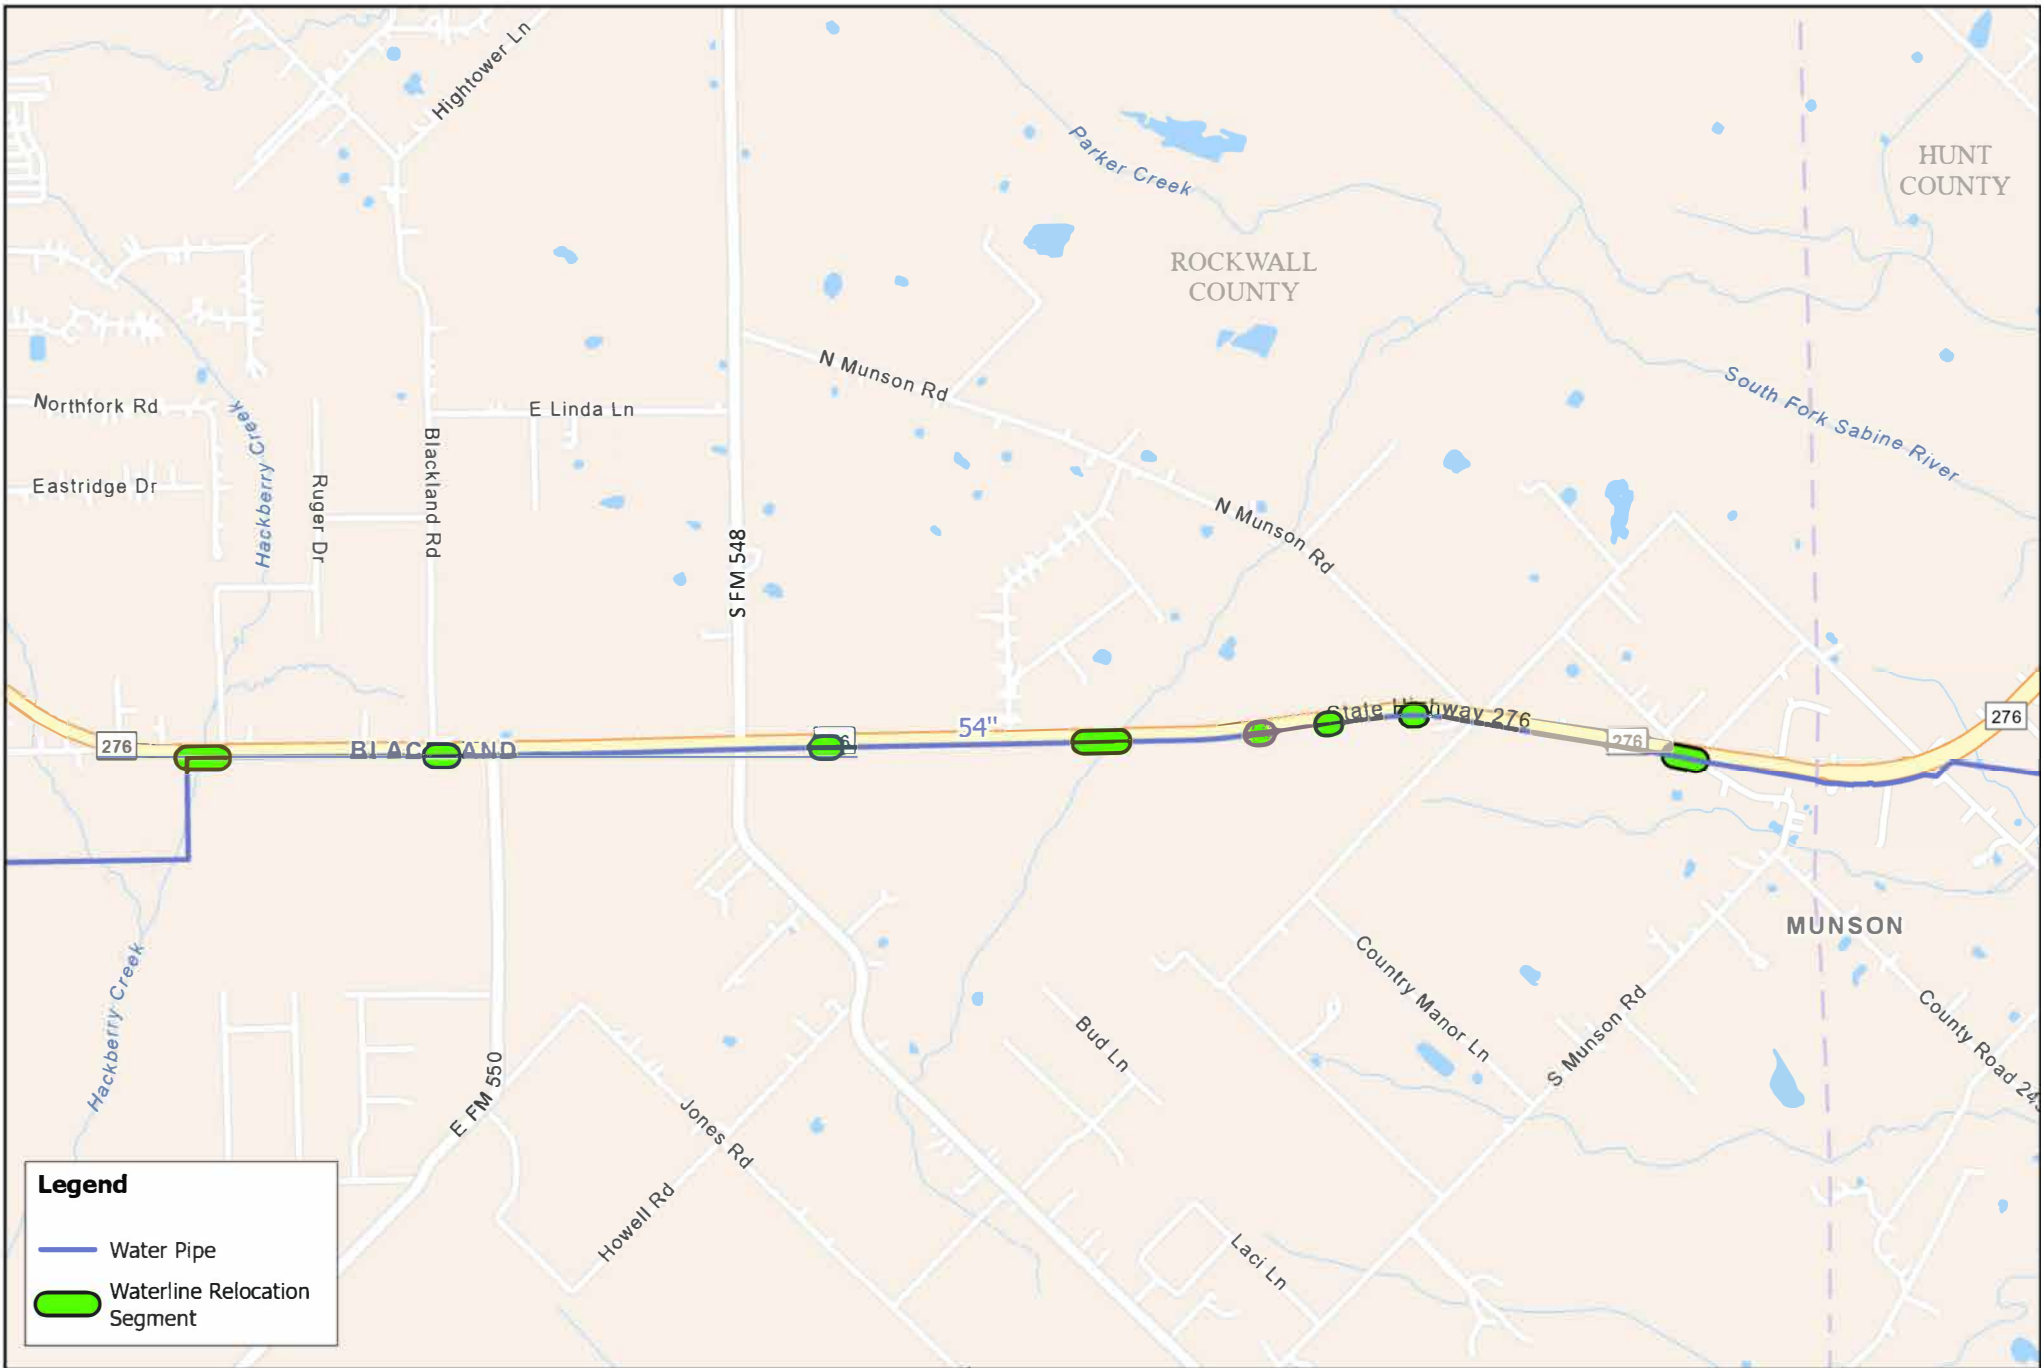 Hightower Ln
Parker Creek
HUNT
COUNTY
ROCKWALL
COUNTY
N Munson Rd
South Fork Sabine River
Northfork Rd
Hackberry Creek
E Linda Ln
Blackland Rd
Eastridge Dr
Ruger Dr
N Munson Rd
S FM 548
276
54"
State Highway 276
276
276
MUNSON
Hackberry Creek
Country Manor Ln
S Munson Rd
County Road 24
Bud Ln
E FM 550
Jones Rd
Howell Rd
Laci Ln
Legend
Water Pipe
Waterline Relocation
Segment